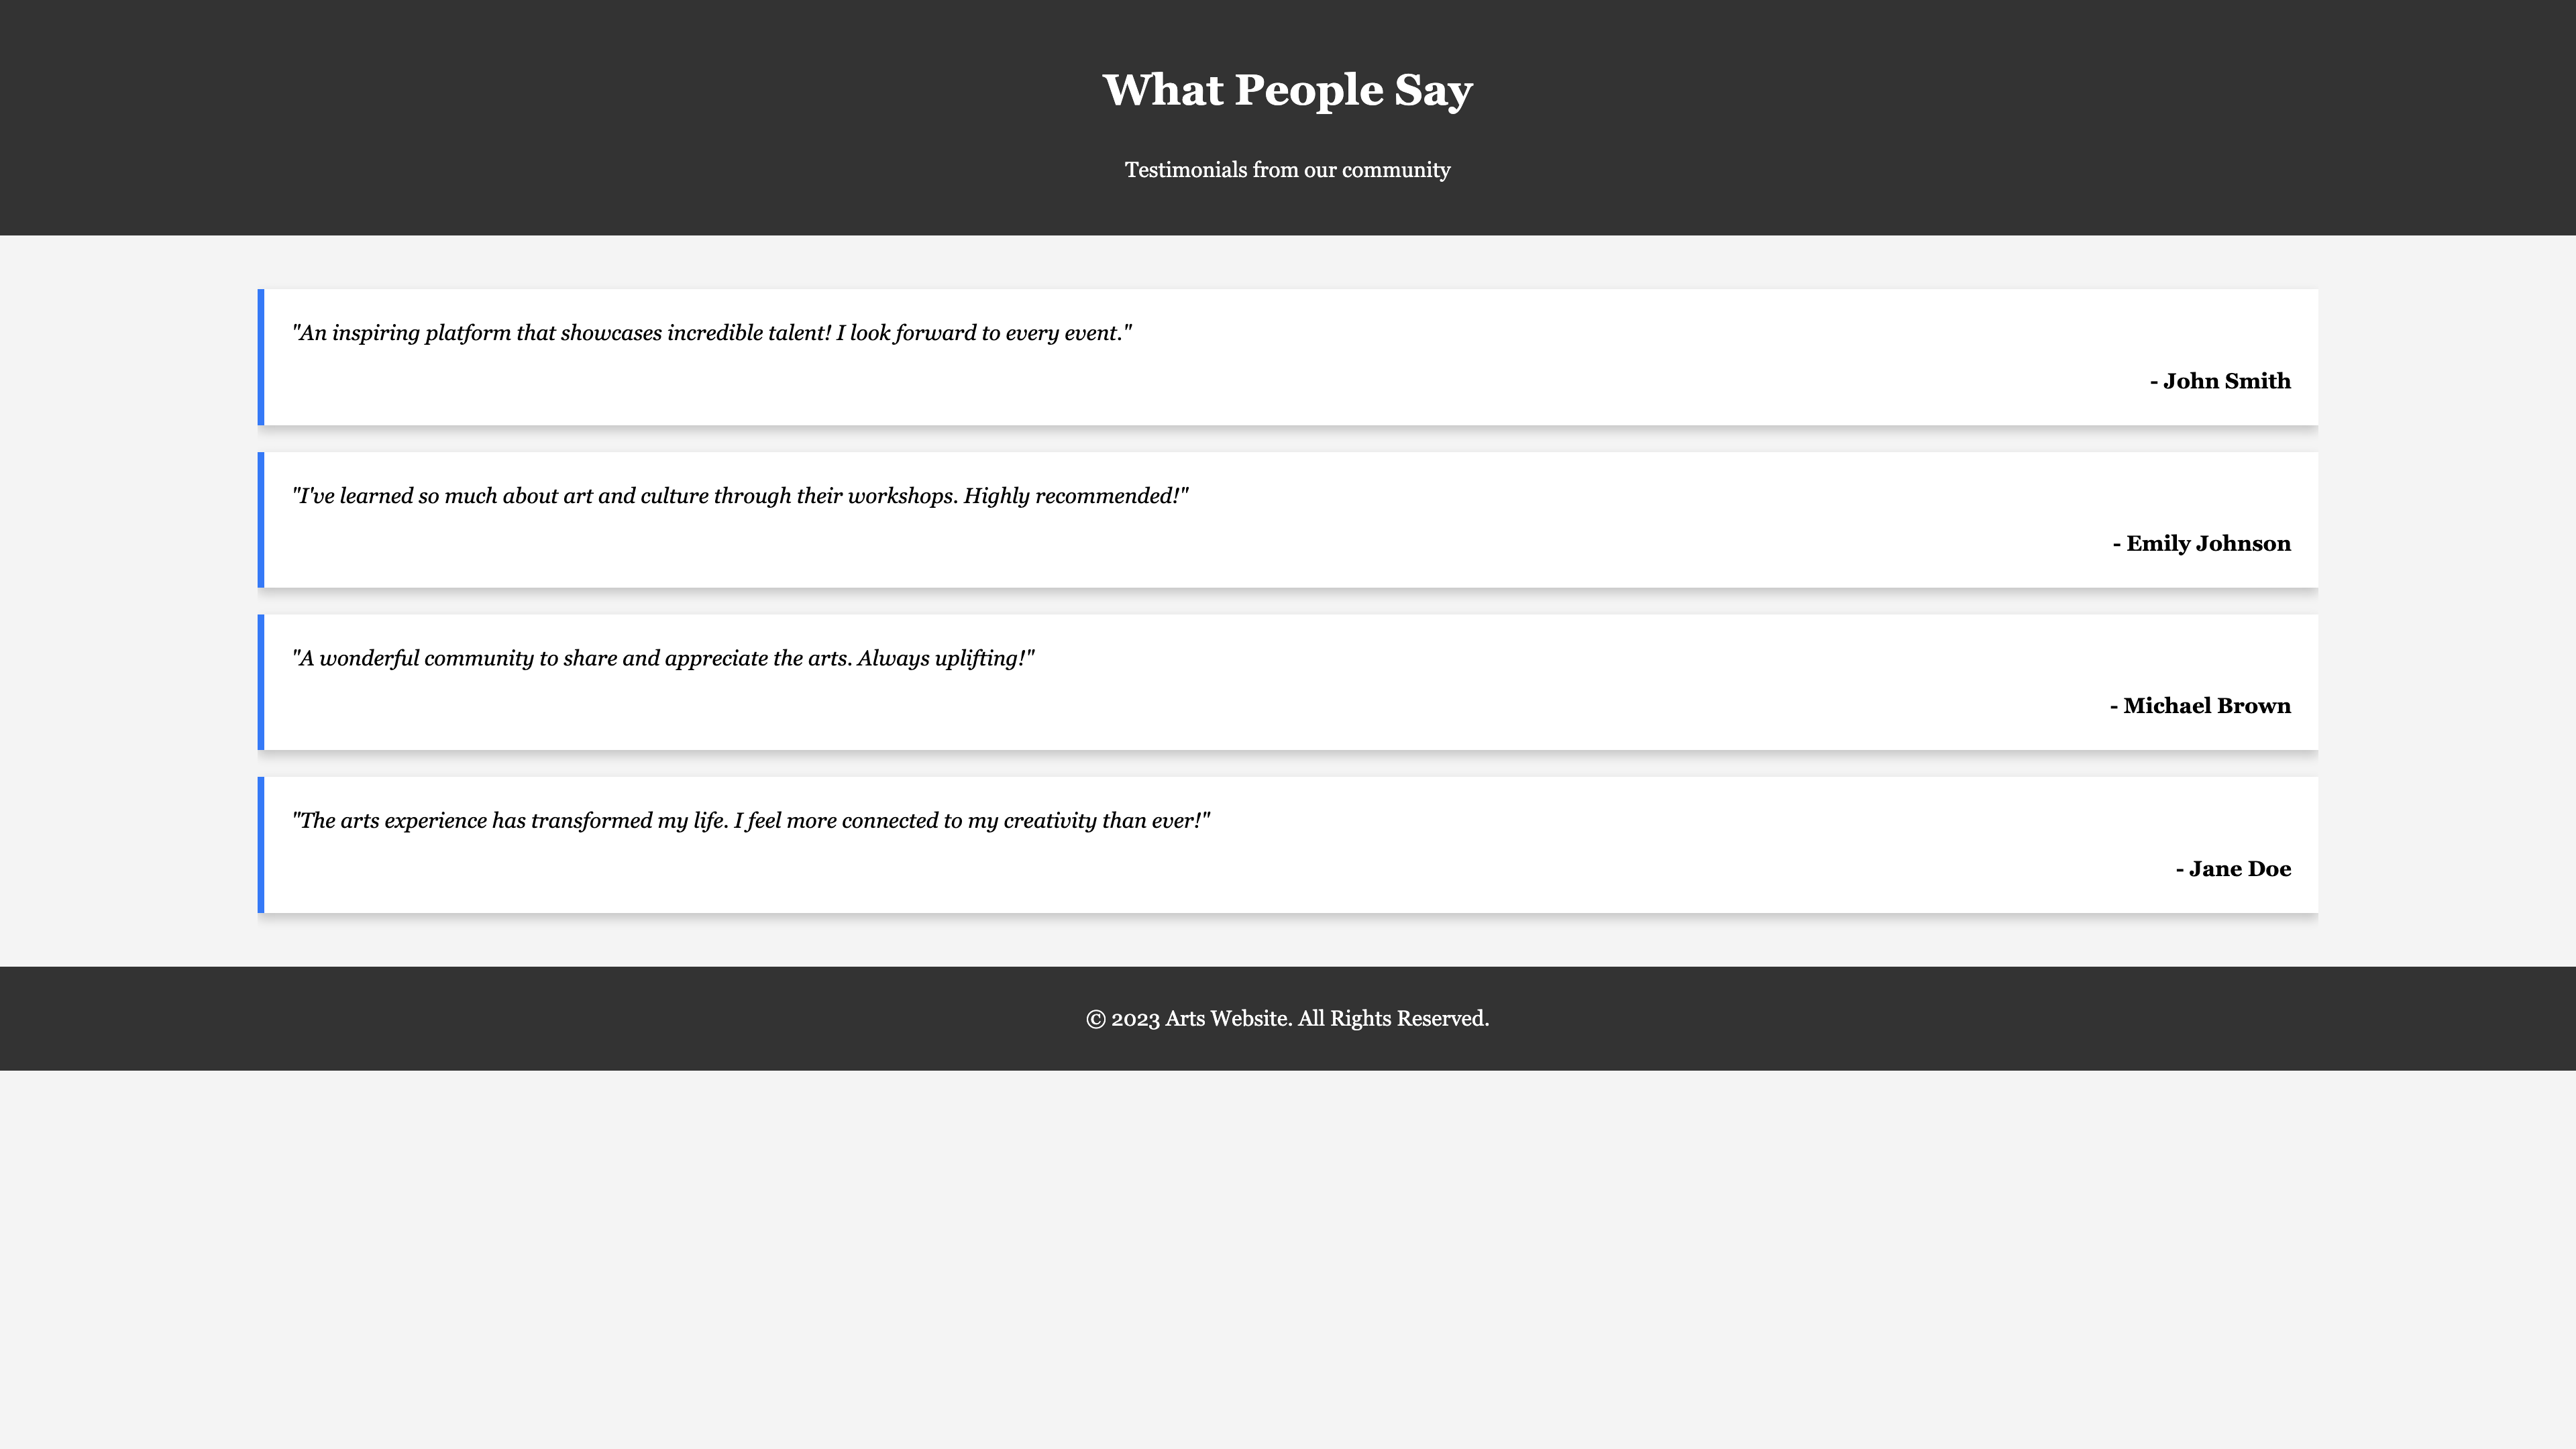 What People Say
Testimonials from our community
"An inspiring platform that showcases incredible talent! I look forward to every event."
- John Smith
"I've learned so much about art and culture through their workshops. Highly recommended!"
- Emily Johnson
"A wonderful community to share and appreciate the arts. Always uplifting!"
- Michael Brown
"The arts experience has transformed my life. I feel more connected to my creativity than ever!"
- Jane Doe
© 2023 Arts Website. All Rights Reserved.